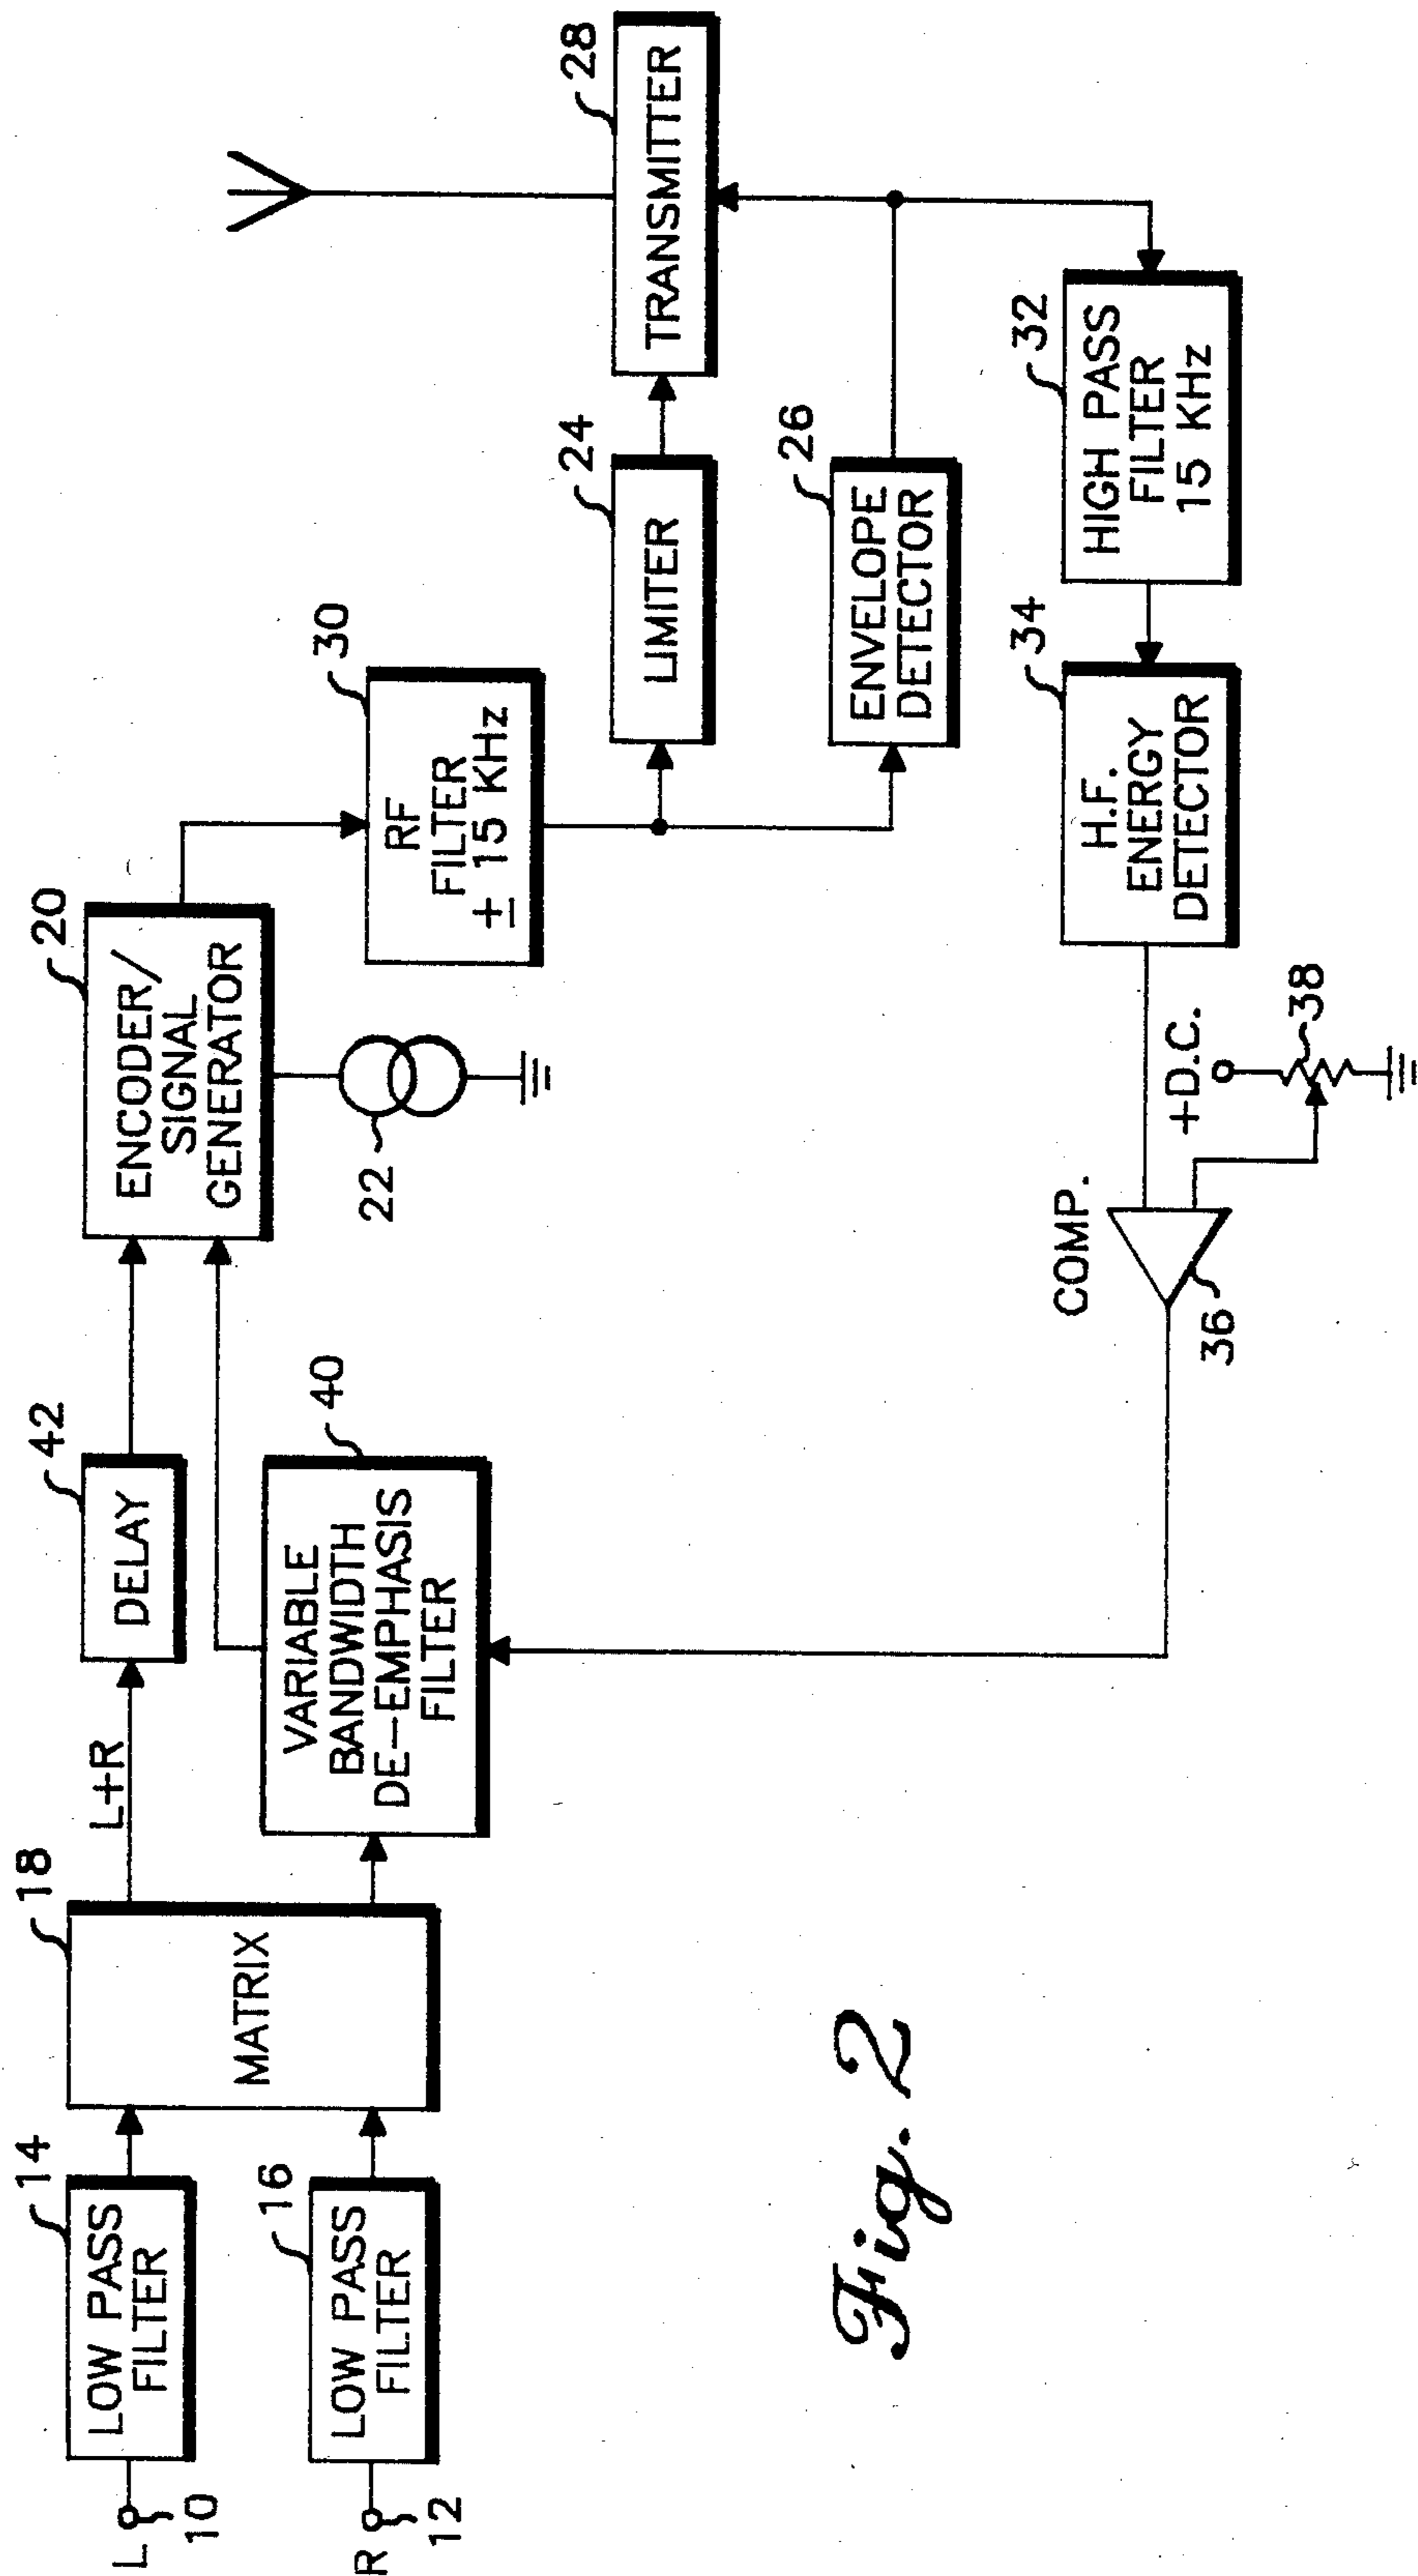 L
10
LOW PASS
FILTER
14
R
12
LOW PASS
FILTER
16
MATRIX
18
L+R
DELAY
42
VARIABLE
BANDWIDTH
DE-EMPHASIS
FILTER
40
ENCODER/
SIGNAL
GENERATOR
20
22
RF
FILTER
± 15 KHz
30
LIMITER
24
ENVELOPE
DETECTOR
26
TRANSMITTER
28
HIGH PASS
FILTER
15 KHz
32
H.F.
ENERGY
DETECTOR
34
+D.C.
38
COMP.
36
Fig. 2